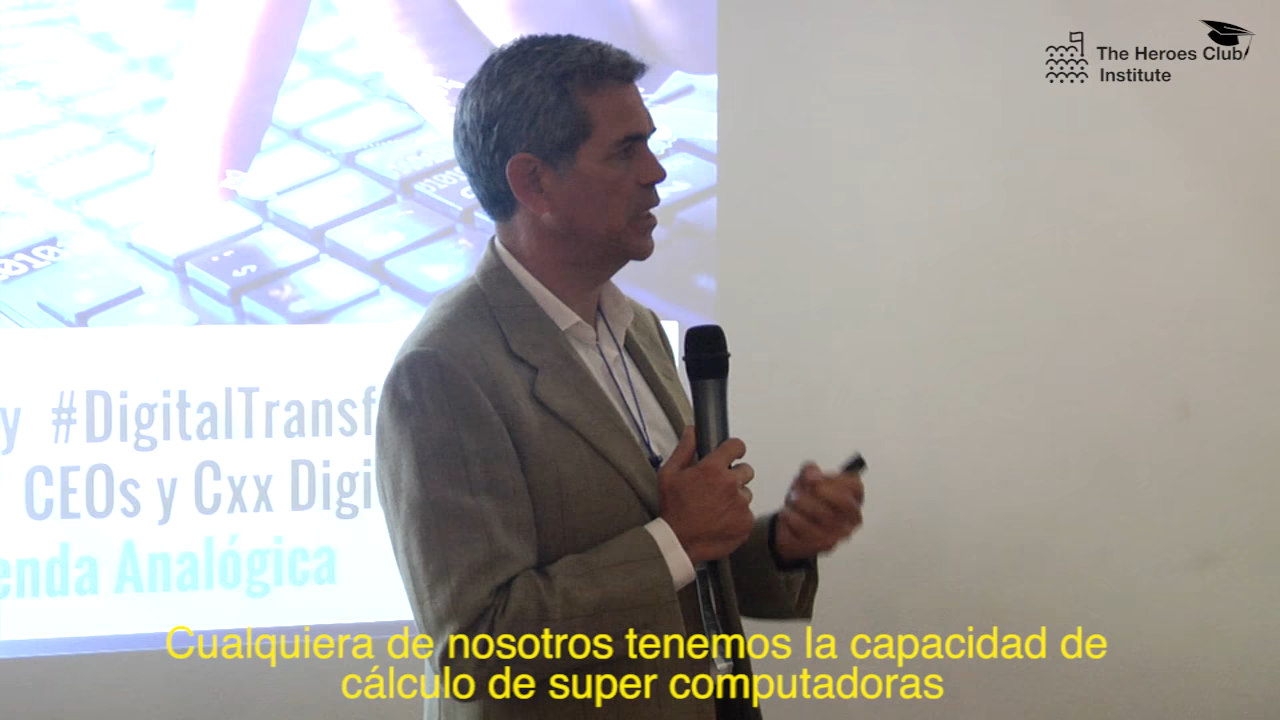 The Heroes Club
Institute
y #DigitalTransf
CEOs y Cxx Digi
enda Analógica
Cualquiera de nosotros tenemos la capacidad de
cálculo de super computadoras